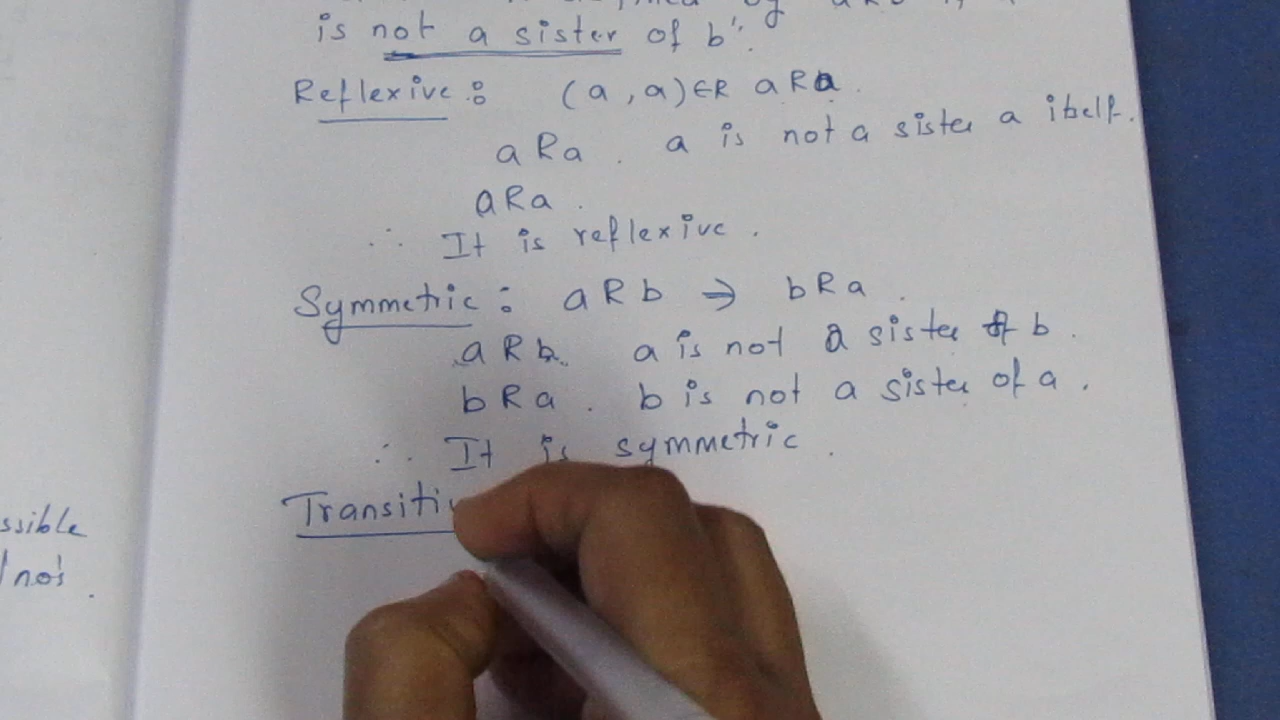 is not a sister of b".
Reflexive : (a , a) ∈ R aRa.
aRa . a is not a sister a itself.
aRa .
∴ It is reflexive .
Symmetric : aRb → bRa .
aRb. a is not a sister of b .
bRa . b is not a sister of a .
∴ It is symmetric .
Transitiv
ssible
no's .